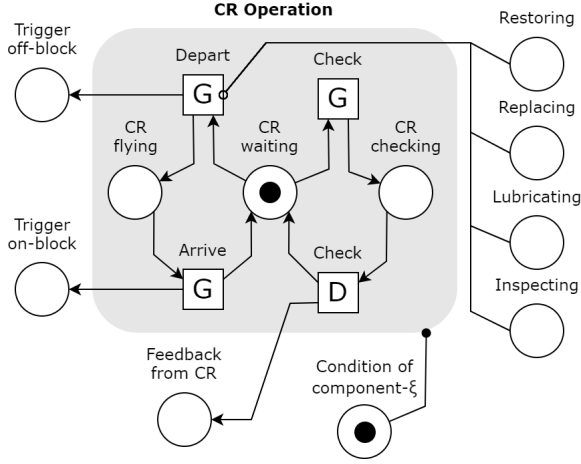 CR Operation
Trigger
off-block
Depart
G
Check
G
Restoring
CR
flying
CR
waiting
CR
checking
Replacing
Lubricating
Trigger
on-block
Arrive
G
Check
D
Inspecting
Feedback
from CR
Condition of
component-ξ